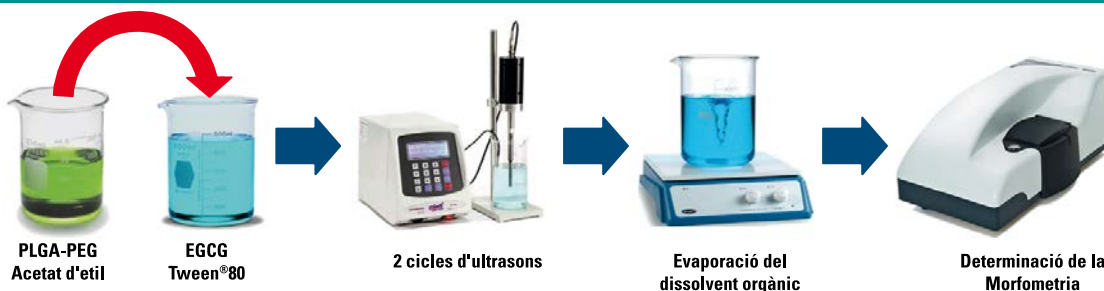 PLGA-PEG
Acetat d'etil
EGCG
Tween®80
2 cicles d'ultrasons
Evaporació del
dissolvent orgànic
Determinació de la
Morfometria